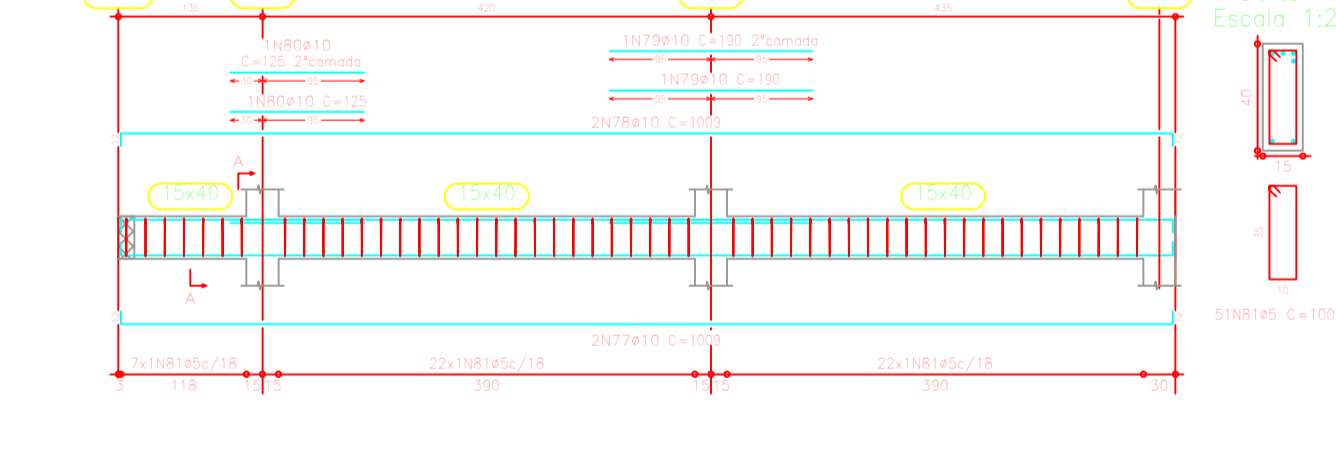 135
420
435
Escala 1:2
1N80ø10
C=125 2ªcamada
30
95
1N80ø10 C=125
30
95
1N79ø10 C=190 2ªcamada
95
95
1N79ø10 C=190
95
95
2N78ø10 C=1009
12
12
A
15x40
15x40
15x40
A
12
12
2N77ø10 C=1009
7x1N81ø5c/18
22x1N81ø5c/18
22x1N81ø5c/18
3
118
15
15
390
15
15
390
30
40
15
35
10
51N81ø5 C=100